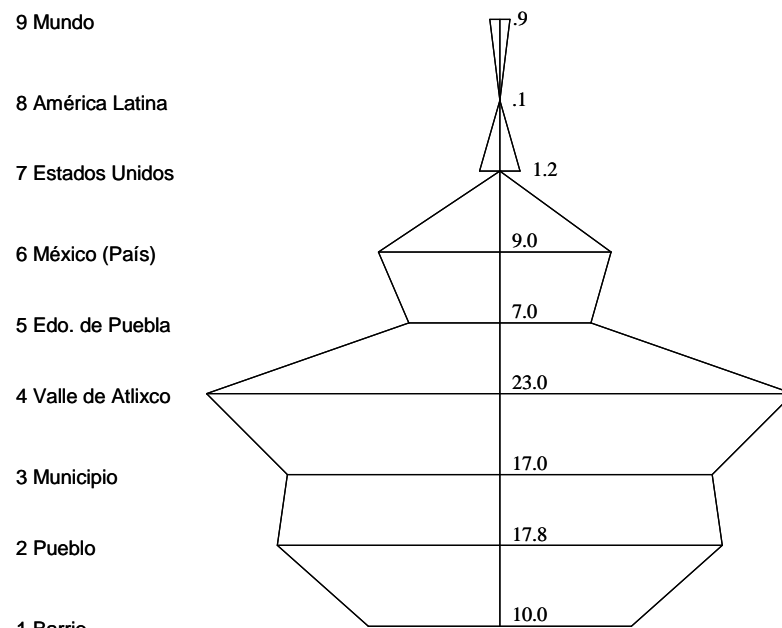 9 Mundo .9
8 América Latina .1
7 Estados Unidos 1.2
6 México (País) 9.0
5 Edo. de Puebla 7.0
4 Valle de Atlixco 23.0
3 Municipio 17.0
2 Pueblo 17.8
1 Barrio 10.0